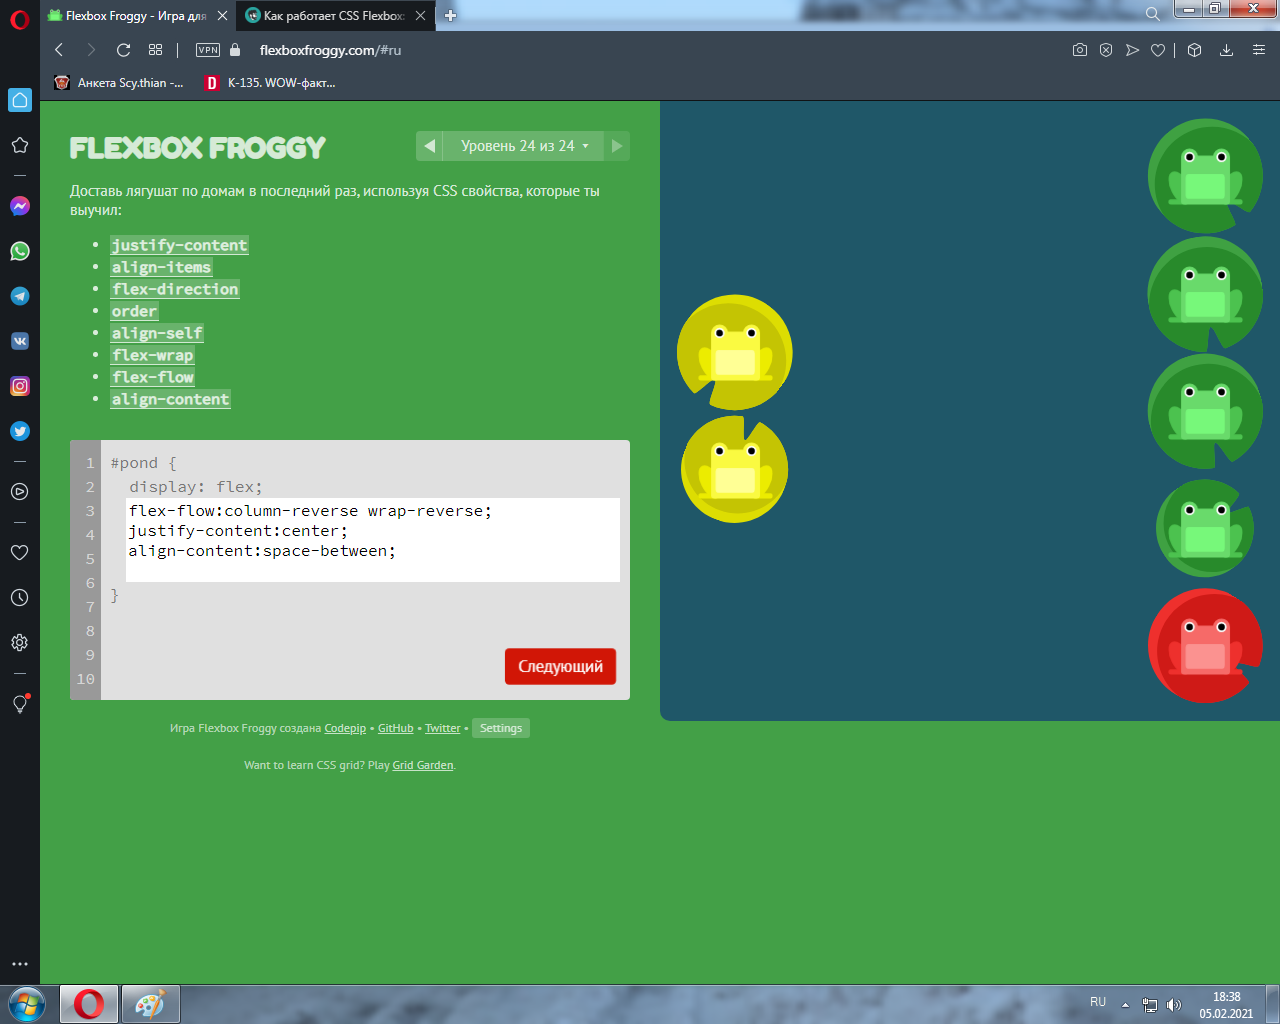 Flexbox Froggy - Игра для
Как работает CSS Flexbox:
VPN
flexboxfroggy.com/#ru
Анкета Scy.thian -...
K-135. WOW-факт...
FLEXBOX FROGGY
Уровень 24 из 24
Доставь лягушат по домам в последний раз, используя CSS свойства, которые ты
выучил:
justify-content
align-items
flex-direction
order
align-self
flex-wrap
flex-flow
align-content
1 #pond {
2 display: flex;
3 flex-flow:column-reverse wrap-reverse;
4 justify-content:center;
5 align-content:space-between;
6
7 }
8
9
10
Следующий
Игра Flexbox Froggy создана Codepip • GitHub • Twitter • Settings
Want to learn CSS grid? Play Grid Garden.
RU
18:38
05.02.2021